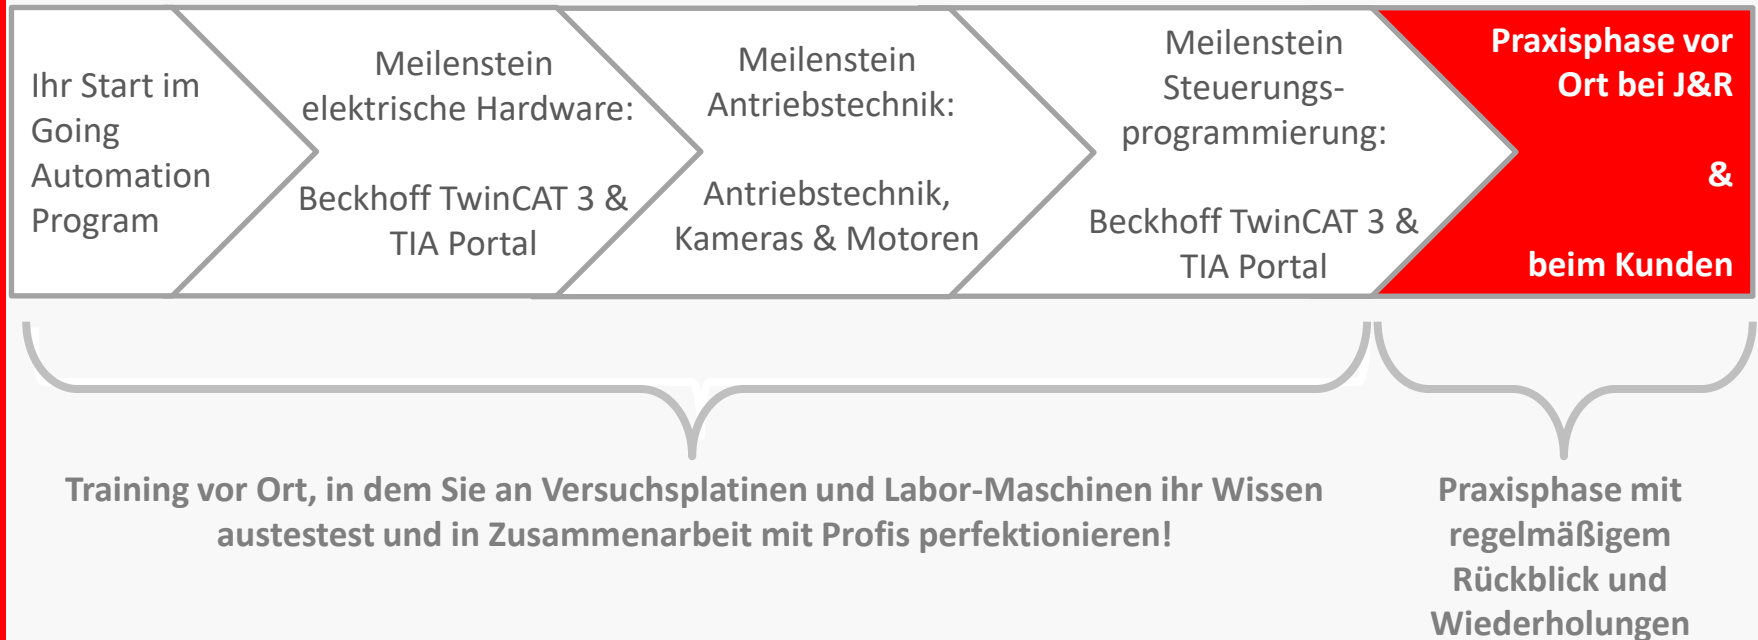 Ihr Start im
Going
Automation
Program
Meilenstein
elektrische Hardware:
Beckhoff TwinCAT 3 &
TIA Portal
Meilenstein
Antriebstechnik:
Antriebstechnik,
Kameras & Motoren
Meilenstein
Steuerungs-
programmierung:
Beckhoff TwinCAT 3 &
TIA Portal
Praxisphase vor
Ort bei J&R
&
beim Kunden
Training vor Ort, in dem Sie an Versuchsplatinen und Labor-Maschinen ihr Wissen
austestest und in Zusammenarbeit mit Profis perfektionieren!
Praxisphase mit
regelmäßigem
Rückblick und
Wiederholungen